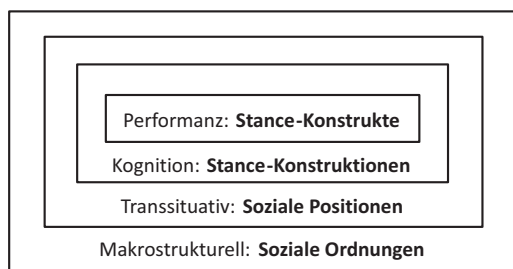 Performanz: Stance-Konstrukte
Kognition: Stance-Konstruktionen
Transsituativ: Soziale Positionen
Makrostrukturell: Soziale Ordnungen